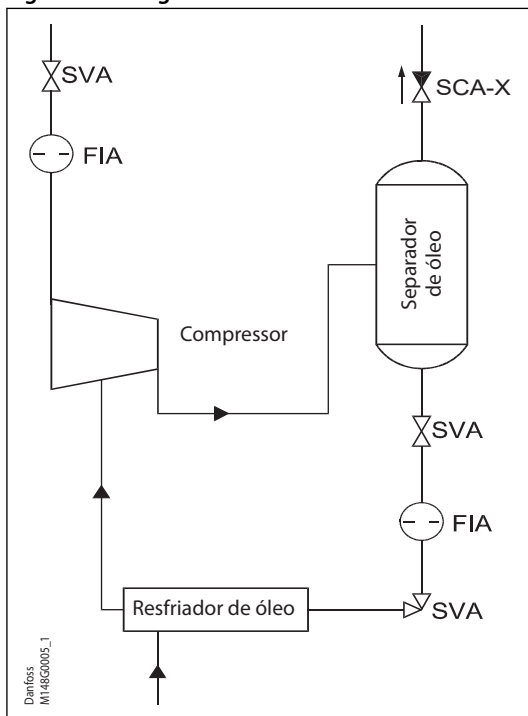 SVA
SCA-X
FIA
Separador
de óleo
Compressor
SVA
FIA
Resfriador de óleo
SVA
Danfoss
M148G0005_1